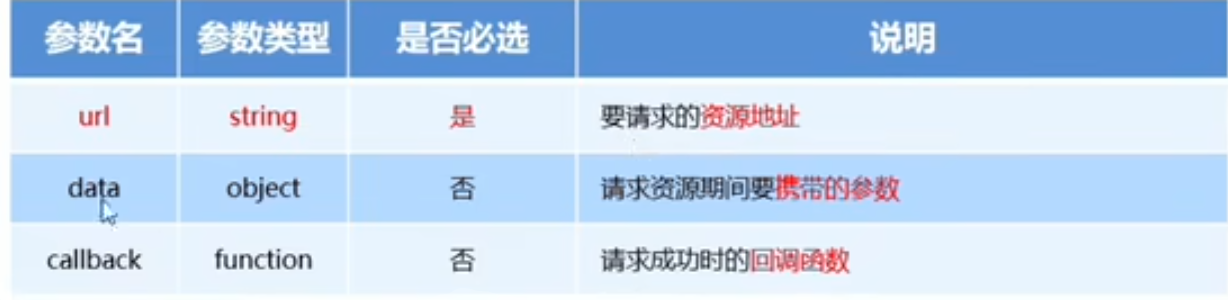 参数名 参数类型 是否必选 说明
url string 是 要请求的资源地址
data object 否 请求资源期间要携带的参数
callback function 否 请求成功时的回调函数